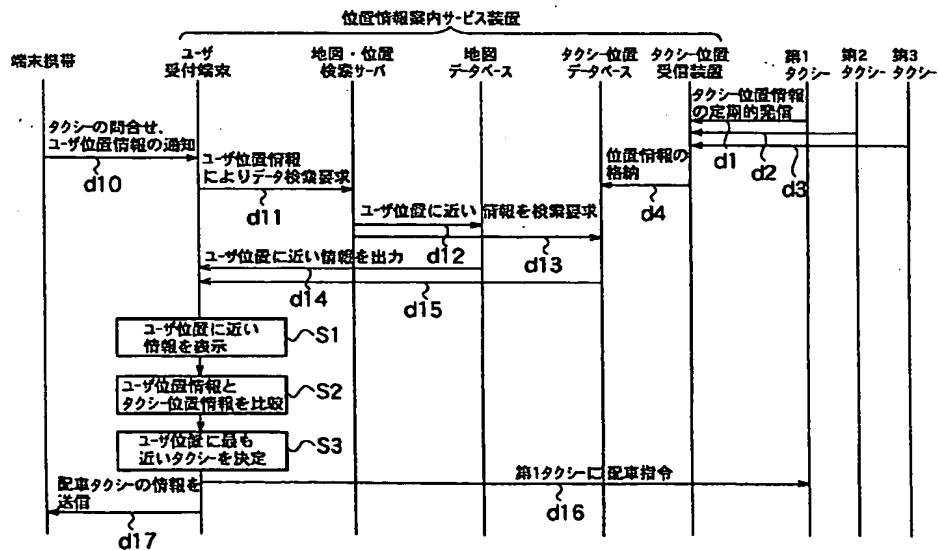 位置情報案内サービス装置
端末携帯
ユーザ
受付端末
地図・位置
検索サーバ
地図
データベース
タクシー位置
データベース
タクシー位置
受信装置
第1
タクシー
第2
タクシー
第3
タクシー
タクシー位置情報
の定期的発信
d1
d2
d3
タクシーの問合せ、
ユーザ位置情報の通知
d10
位置情報の
格納
d4
ユーザ位置情報
によりデータ検索要求
d11
ユーザ位置に近い情報を検索要求
d12
d13
ユーザ位置に近い情報を出力
d14
d15
ユーザ位置に近い
情報を表示
S1
ユーザ位置情報と
タクシー位置情報を比較
S2
ユーザ位置に最も
近いタクシーを決定
S3
第1タクシーに配車指令
d16
配車タクシーの情報を
送信
d17